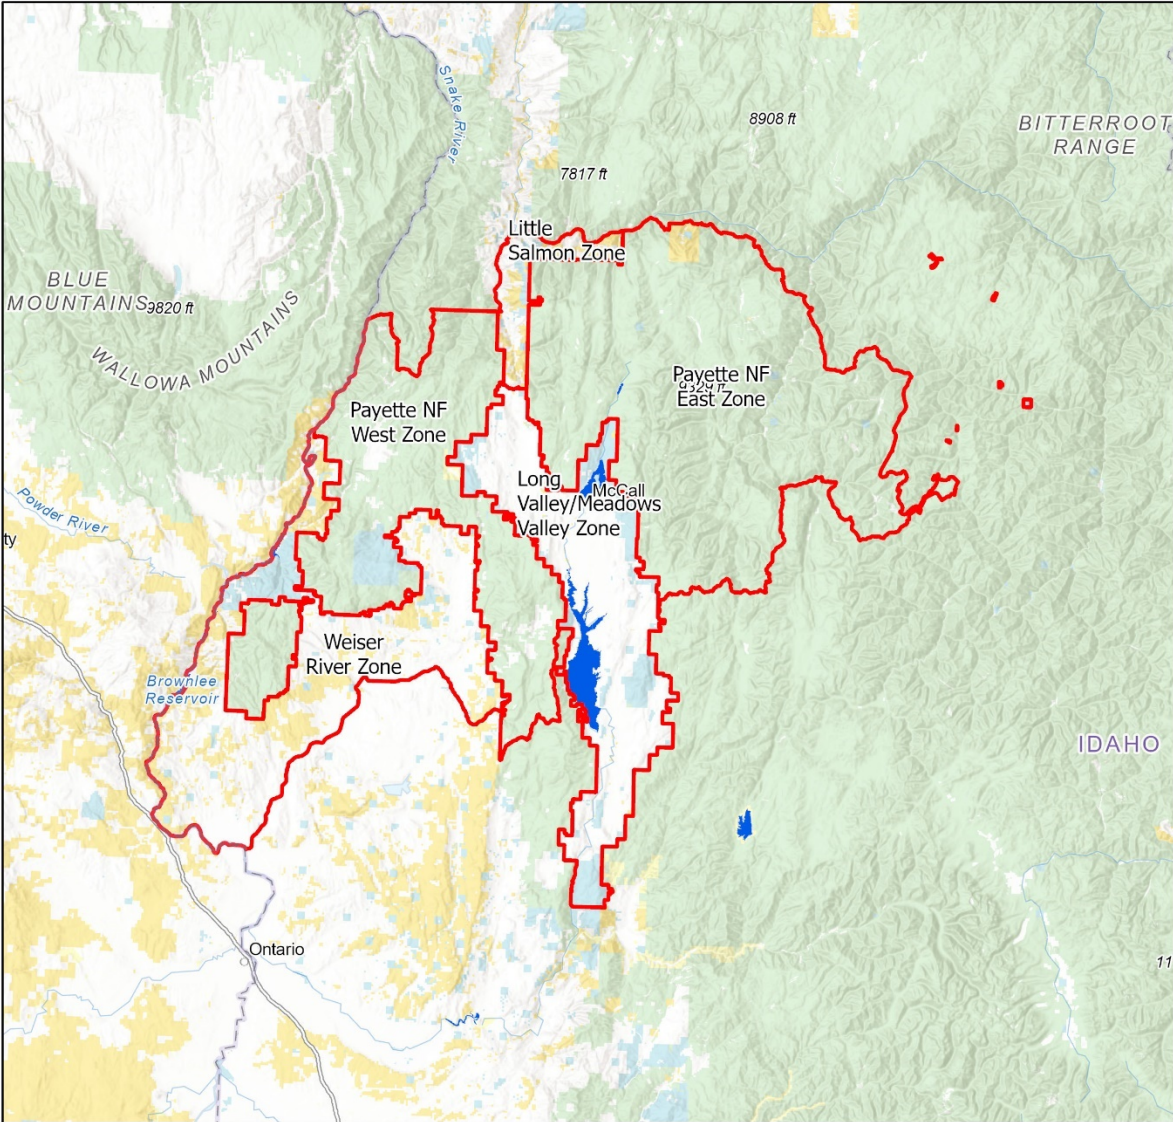 Snake River
8908 ft
BITTERROOT
RANGE
7817 ft
Little
Salmon Zone
BLUE
MOUNTAINS
9820 ft
WALLOWA MOUNTAINS
Payette NF
East Zone
Payette NF
West Zone
Long
Valley/Meadows
Valley Zone
McCall
Powder River
ty
Weiser
River Zone
Brownlee
Reservoir
IDAHO
Ontario
11